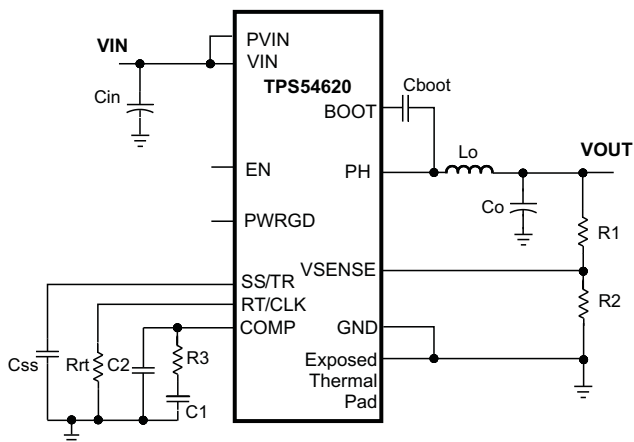 VIN
PVIN
VIN
TPS54620
Cboot
Cin
BOOT
Lo
VOUT
EN
PH
Co
R1
PWRGD
VSENSE
SS/TR
R2
RT/CLK
COMP
GND
Css
Rrt
C2
R3
C1
Exposed
Thermal
Pad